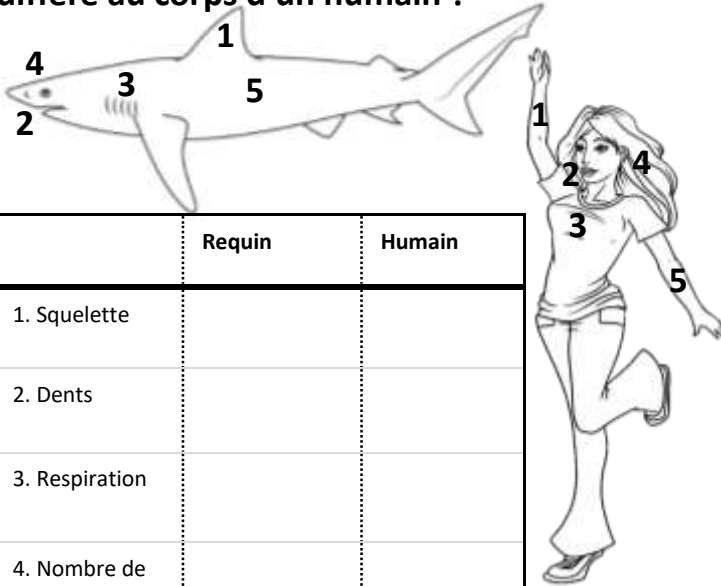 diffère au corps d'un humain ?
4
1
3
5
2
1
2
4
3
5
Requin Humain
1. Squelette
2. Dents
3. Respiration
4. Nombre de